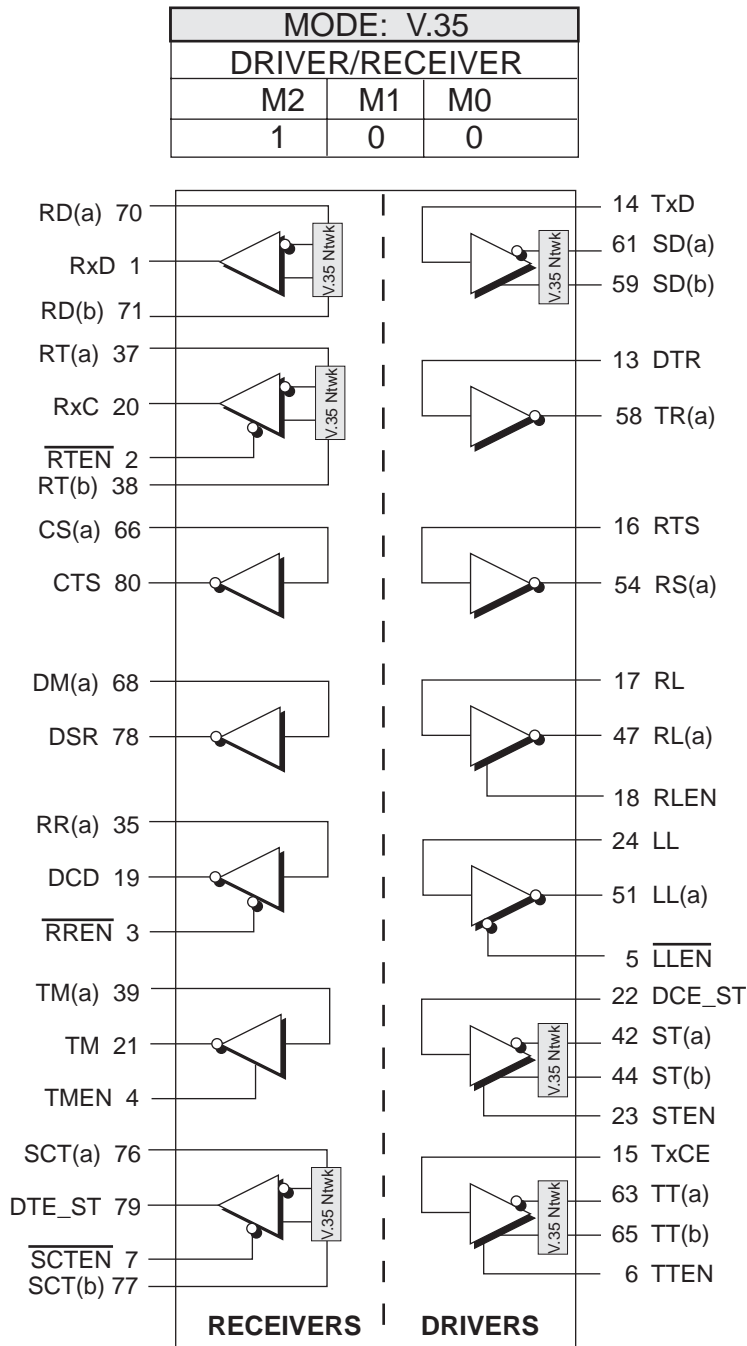 MODE: V.35
DRIVER/RECEIVER
M2 M1 M0
1 0 0
RD(a) 70
RxD 1
RD(b) 71
V.35 Ntwk
RT(a) 37
RxC 20
RTEN 2
RT(b) 38
V.35 Ntwk
CS(a) 66
CTS 80
DM(a) 68
DSR 78
RR(a) 35
DCD 19
RREN 3
TM(a) 39
TM 21
TMEN 4
SCT(a) 76
DTE_ST 79
SCTEN 7
SCT(b) 77
V.35 Ntwk
RECEIVERS
14 TxD
61 SD(a)
59 SD(b)
V.35 Ntwk
13 DTR
58 TR(a)
16 RTS
54 RS(a)
17 RL
47 RL(a)
18 RLEN
24 LL
51 LL(a)
5 LLEN
22 DCE_ST
42 ST(a)
44 ST(b)
23 STEN
V.35 Ntwk
15 TxCE
63 TT(a)
65 TT(b)
6 TTEN
V.35 Ntwk
DRIVERS